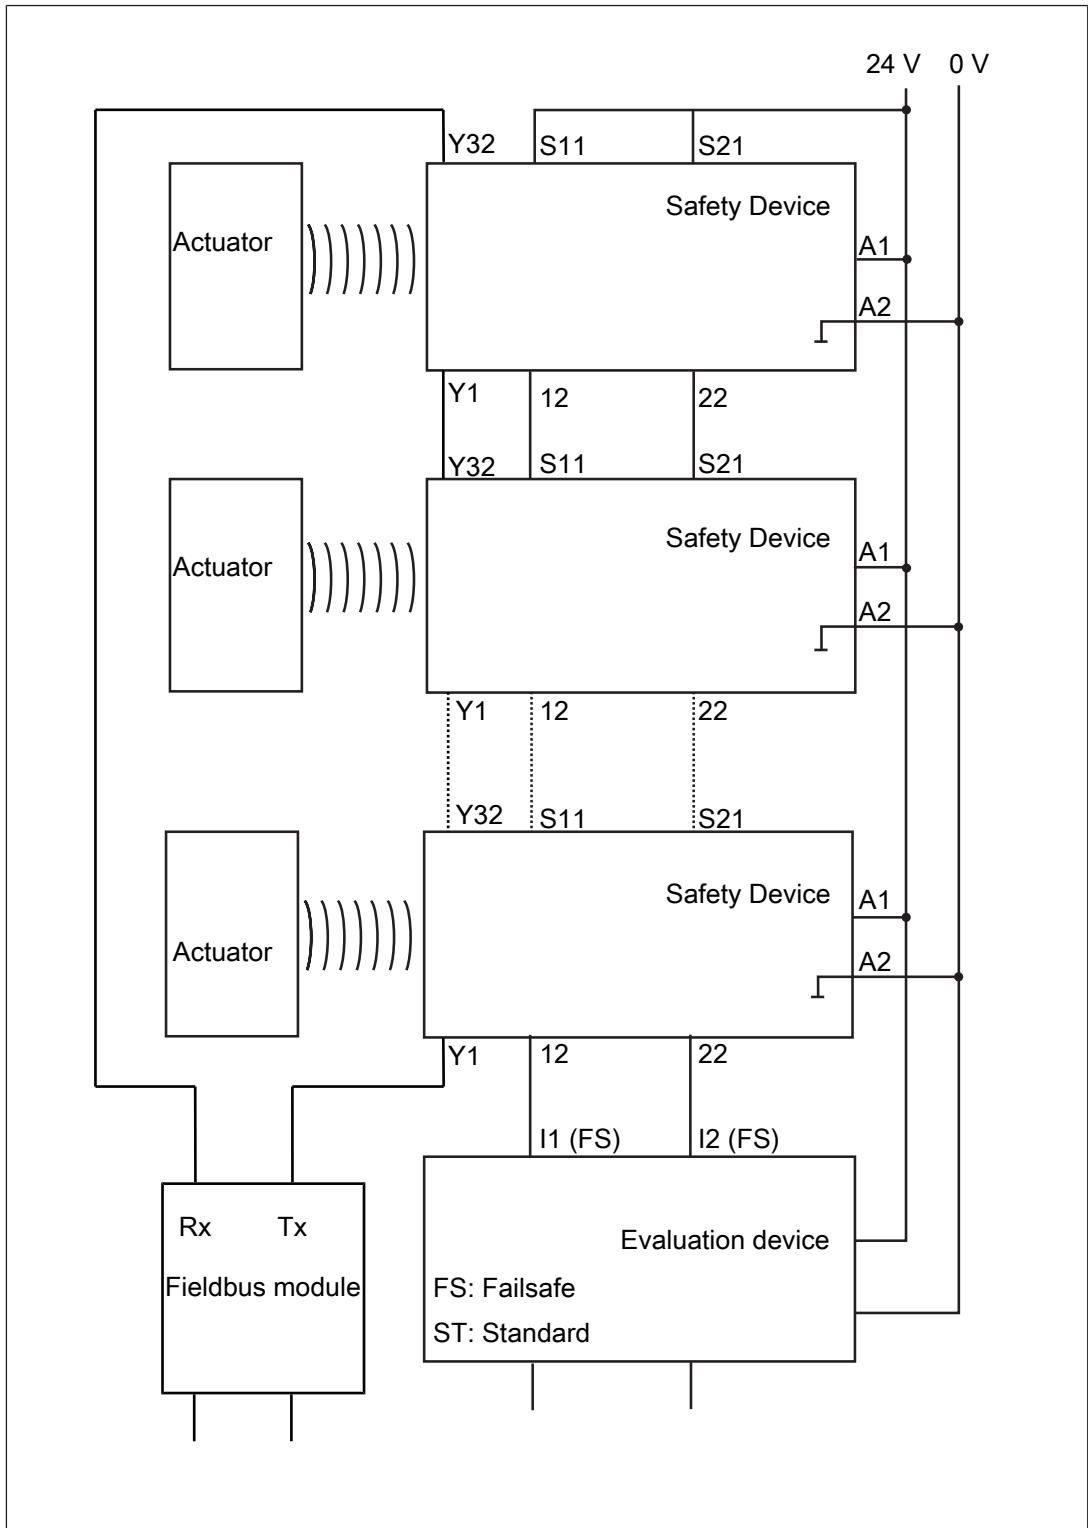 24 V 0 V
Y32 S11 S21
Safety Device
Actuator
A1
A2
Y1 12 22
Y32 S11 S21
Safety Device
A1
Actuator
A2
Y1 12 22
Y32 S11 S21
Safety Device
A1
Actuator
A2
Y1 12 22
I1 (FS) I2 (FS)
Rx Tx
Evaluation device
Fieldbus module
FS: Failsafe
ST: Standard